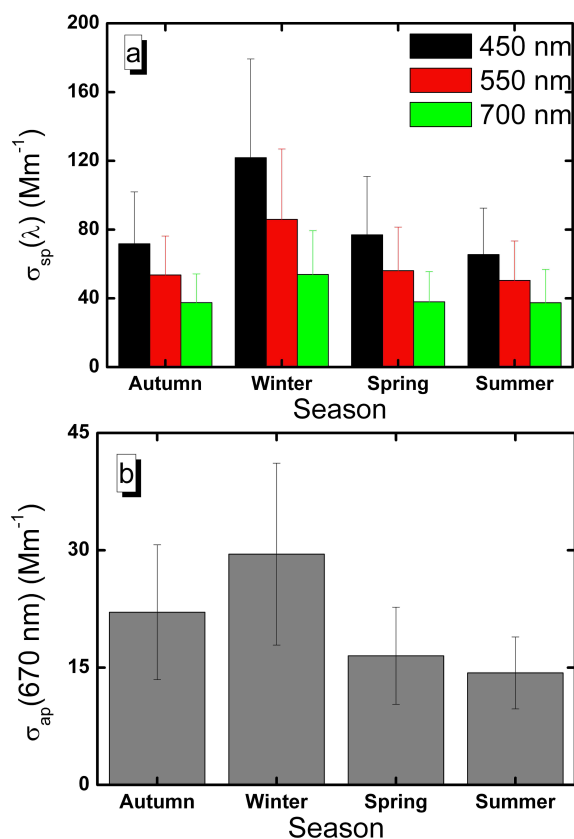 200
160
120
80
40
0
σsp(λ) (Mm⁻¹)
a
450 nm
550 nm
700 nm
Autumn Winter Spring Summer
Season
45
30
15
0
σap(670 nm) (Mm⁻¹)
b
Autumn Winter Spring Summer
Season